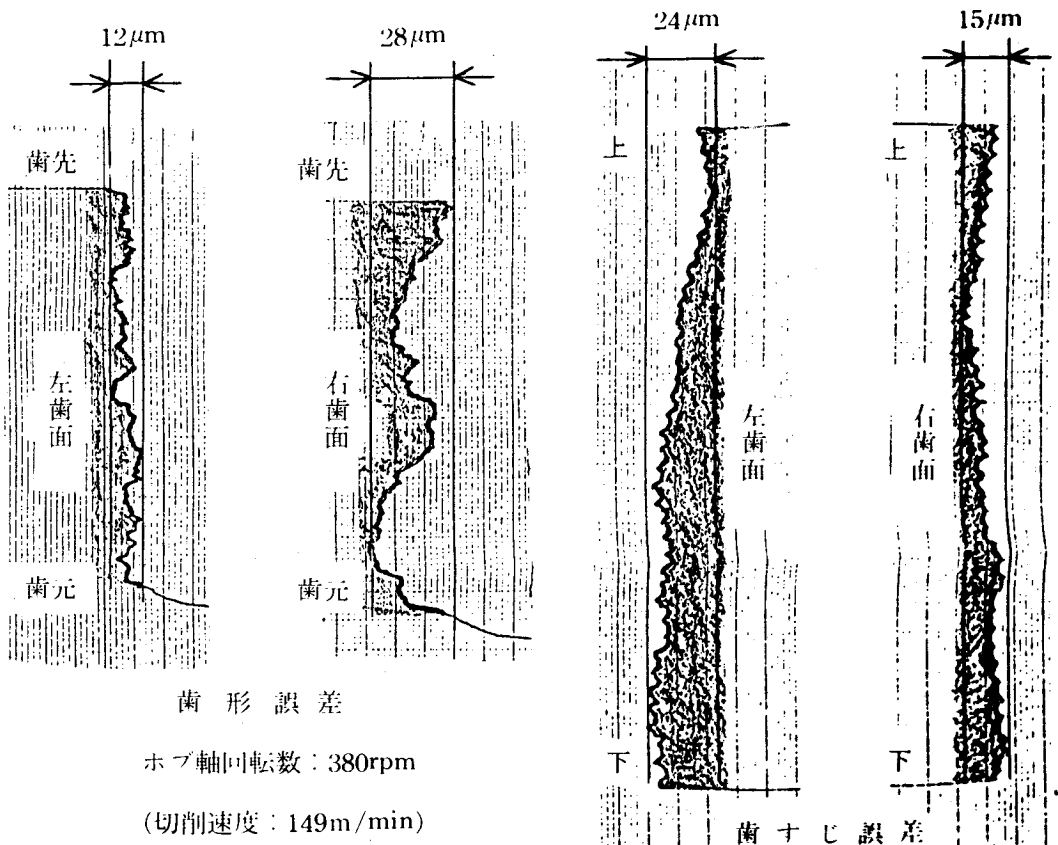 12μm
28μm
24μm
15μm
歯先
歯先
上
上
左歯面
右歯面
左歯面
右歯面
歯元
歯元
下
下
歯形誤差
ホブ軸回転数：380rpm
(切削速度：149m/min)
歯すじ誤差